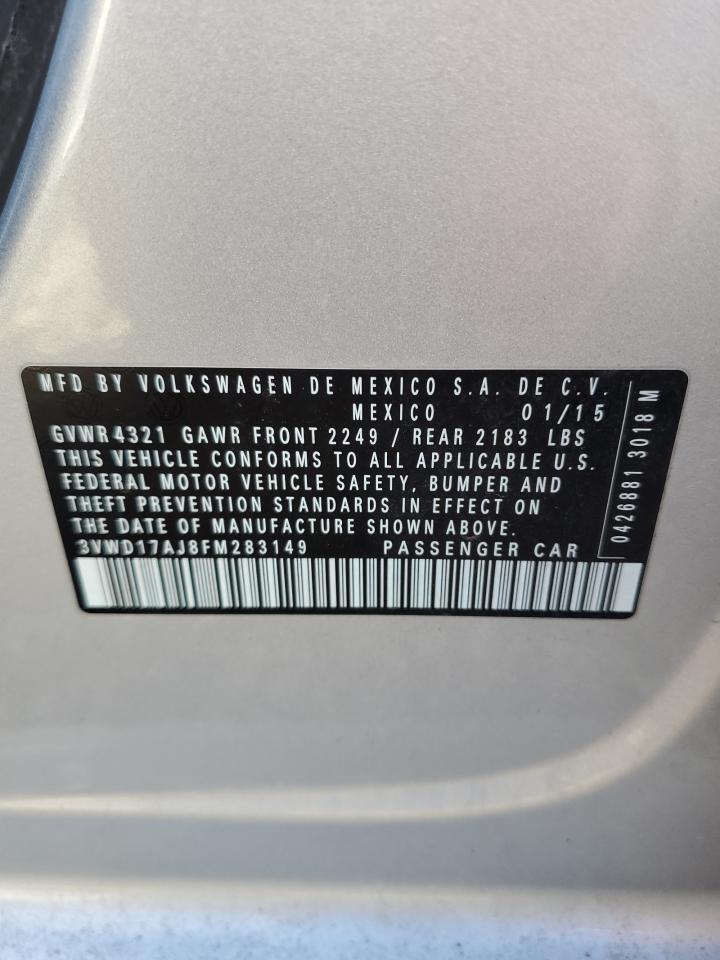 MFD BY VOLKSWAGEN DE MEXICO S.A. DE C.V.
MEXICO 01/15
GVWR 4321 GAWR FRONT 2249 / REAR 2183 LBS
THIS VEHICLE CONFORMS TO ALL APPLICABLE U.S.
FEDERAL MOTOR VEHICLE SAFETY, BUMPER AND
THEFT PREVENTION STANDARDS IN EFFECT ON
THE DATE OF MANUFACTURE SHOWN ABOVE.
3VWD17AJ8FM283149 PASSENGER CAR
0426881 3018 M